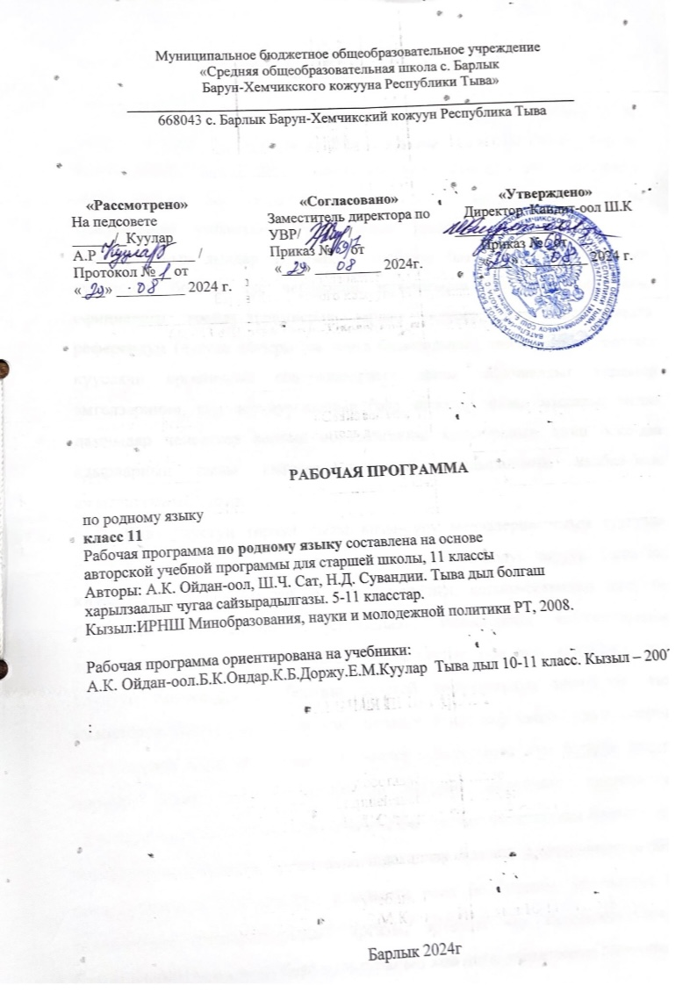 Муниципальное бюджетное общеобразовательное учреждение
«Средняя общеобразовательная школа с. Барлык
Барун-Хемчикского кожууна Республики Тыва»
668043 с. Барлык Барун-Хемчикский кожуун Республика Тыва
«Рассмотрено»
На педсовете
______/_Куулар
А.Р Куулар /
Протокол № 1 от
« 29 » 08 2024 г.
«Согласовано»
Заместитель директора по
УВР/
Приказ № 69/7 от
« 29 » 08 2024г.
«Утверждено»
Директор: Кандит-оол Ш.К
Приказ № от
« 29 » 08 2024 г.
РАБОЧАЯ ПРОГРАММА
по родному языку
класс 11
Рабочая программа по родному языку составлена на основе
авторской учебной программы для старшей школы, 11 классы
Авторы: А.К. Ойдан-оол, Ш.Ч. Сат, Н.Д. Сувандии. Тыва дыл болгаш
харылзаалыг чугаа сайзырадылгазы. 5-11 класстар.
Кызыл:ИРНШ Минобразования, науки и молодежной политики РТ, 2008.
Рабочая программа ориентирована на учебники:
А.К. Ойдан-оол.Б.К.Ондар.К.Б.Доржу.Е.М.Куулар Тыва дыл 10-11 класс. Кызыл – 2007
:
Барлык 2024г